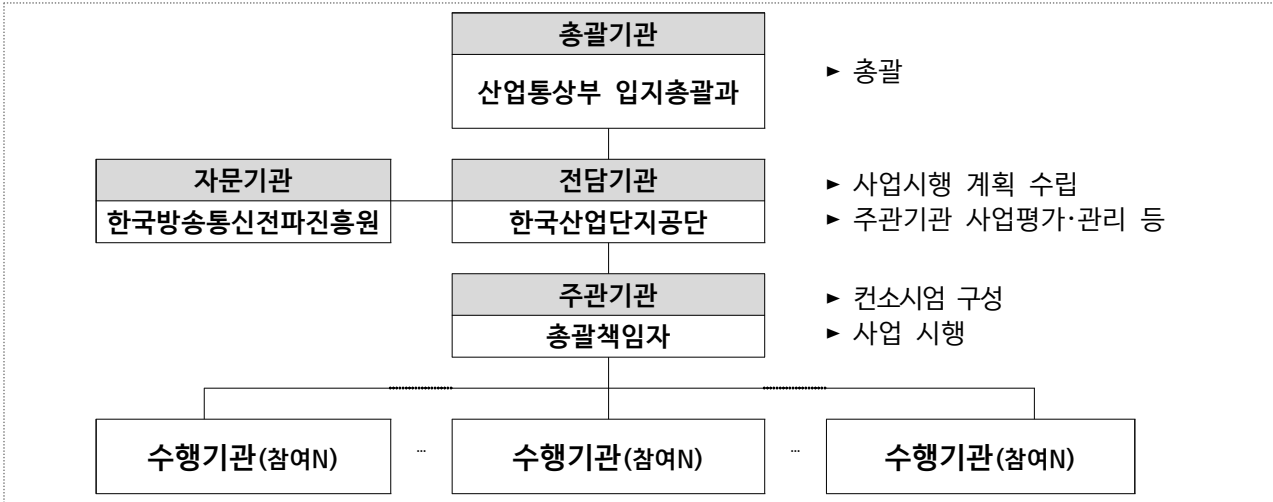 총괄기관
산업통상부 입지총괄과
► 총괄
자문기관
한국방송통신전파진흥원
전담기관
한국산업단지공단
► 사업시행 계획 수립
► 주관기관 사업평가·관리 등
주관기관
총괄책임자
► 컨소시엄 구성
► 사업 시행
수행기관(참여N)
...
수행기관(참여N)
...
수행기관(참여N)